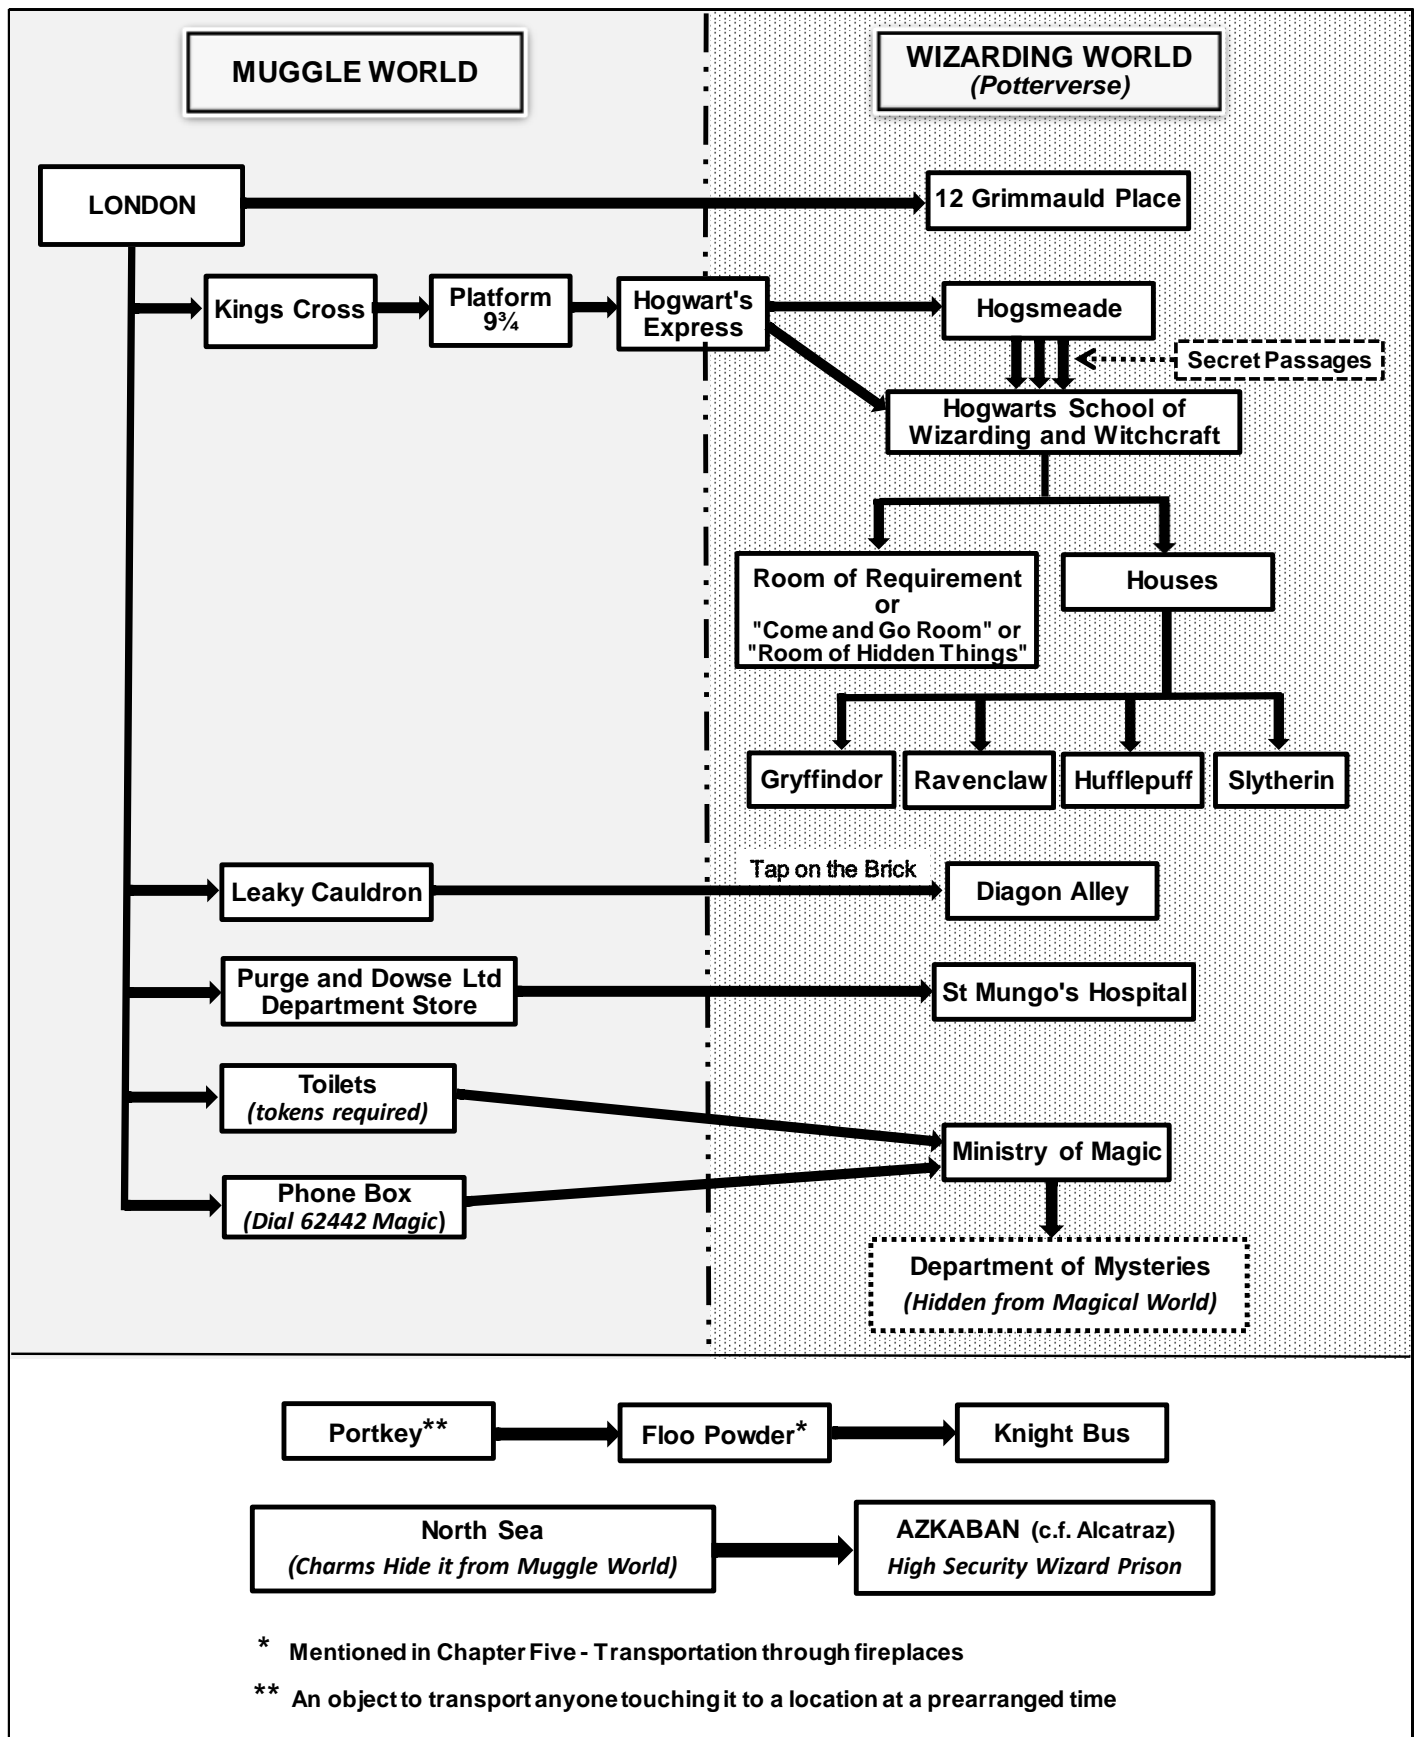 MUGGLE WORLD
WIZARDING WORLD
(Potterverse)
LONDON
12 Grimmauld Place
Kings Cross
Platform
9¾
Hogwart's
Express
Hogsmeade
Secret Passages
Hogwarts School of
Wizarding and Witchcraft
Room of Requirement
or
"Come and Go Room" or
"Room of Hidden Things"
Houses
Gryffindor
Ravenclaw
Hufflepuff
Slytherin
Leaky Cauldron
Tap on the Brick
Diagon Alley
Purge and Dowse Ltd
Department Store
St Mungo's Hospital
Toilets
(tokens required)
Ministry of Magic
Phone Box
(Dial 62442 Magic)
Department of Mysteries
(Hidden from Magical World)
Portkey**
Floo Powder*
Knight Bus
North Sea
(Charms Hide it from Muggle World)
AZKABAN (c.f. Alcatraz)
High Security Wizard Prison
* Mentioned in Chapter Five - Transportation through fireplaces
** An object to transport anyone touching it to a location at a prearranged time